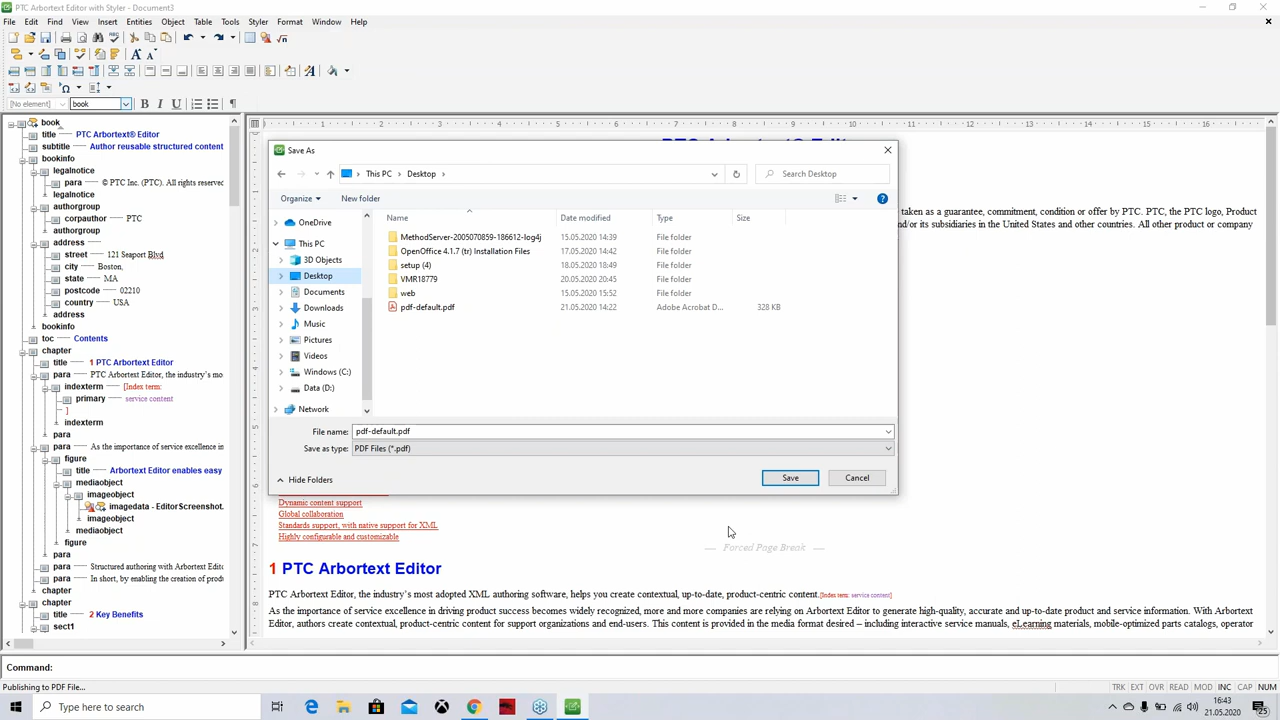 PTC Arbortext Editor with Styler - Document3
File Edit Find View Insert Entities Object Table Tools Styler Format Window Help
[No element] book B I U
book
title PTC Arbortext® Editor
subtitle Author reusable structured content
bookinfo
legalnotice
para © PTC Inc. (PTC). All rights reserved
legalnotice
authorgroup
corpauthor PTC
authorgroup
address
street 121 Seaport Blvd
city Boston,
state MA
postcode 02210
country USA
address
bookinfo
toc Contents
chapter
title 1 PTC Arbortext Editor
para PTC Arbortext Editor, the industry's mo
indexterm [Index term:
primary service content
]
indexterm
para
para As the importance of service excellence in
figure
title Arbortext Editor enables easy
mediaobject
imageobject
imagedata - EditorScreenshot.
imageobject
mediaobject
figure
para
para Structured authoring with Arbortext Editor
para In short, by enabling the creation of prod
chapter
chapter
title 2 Key Benefits
sect1
Save As
This PC Desktop
Search Desktop
Organize New folder
OneDrive
This PC
3D Objects
Desktop
Documents
Downloads
Music
Pictures
Videos
Windows (C:)
Data (D:)
Network
Name Date modified Type Size
MethodServer-2005070859-186612-log4j 15.05.2020 14:39 File folder
OpenOffice 4.1.7 (tr) Installation Files 17.05.2020 14:42 File folder
setup (4) 18.05.2020 18:49 File folder
VMR18779 20.05.2020 20:45 File folder
web 15.05.2020 15:52 File folder
pdf-default.pdf 21.05.2020 14:22 Adobe Acrobat D... 328 KB
File name: pdf-default.pdf
Save as type: PDF Files (*.pdf)
Hide Folders
Save Cancel
taken as a guarantee, commitment, condition or offer by PTC. PTC, the PTC logo, Product
and/or its subsidiaries in the United States and other countries. All other product or company
Dynamic content support
Global collaboration
Standards support, with native support for XML
Highly configurable and customizable
Forced Page Break
1 PTC Arbortext Editor
PTC Arbortext Editor, the industry's most adopted XML authoring software, helps you create contextual, up-to-date, product-centric content.[Index term: service content]
As the importance of service excellence in driving product success becomes widely recognized, more and more companies are relying on Arbortext Editor to generate high-quality, accurate and up-to-date product and service information. With Arbortext
Editor, authors create contextual, product-centric content for support organizations and end-users. This content is provided in the media format desired – including interactive service manuals, eLearning materials, mobile-optimized parts catalogs, operator
Command:
Publishing to PDF File...
TRK EXT OVR READ MOD INC CAP NUM
Type here to search
16:43
21.05.2020
25